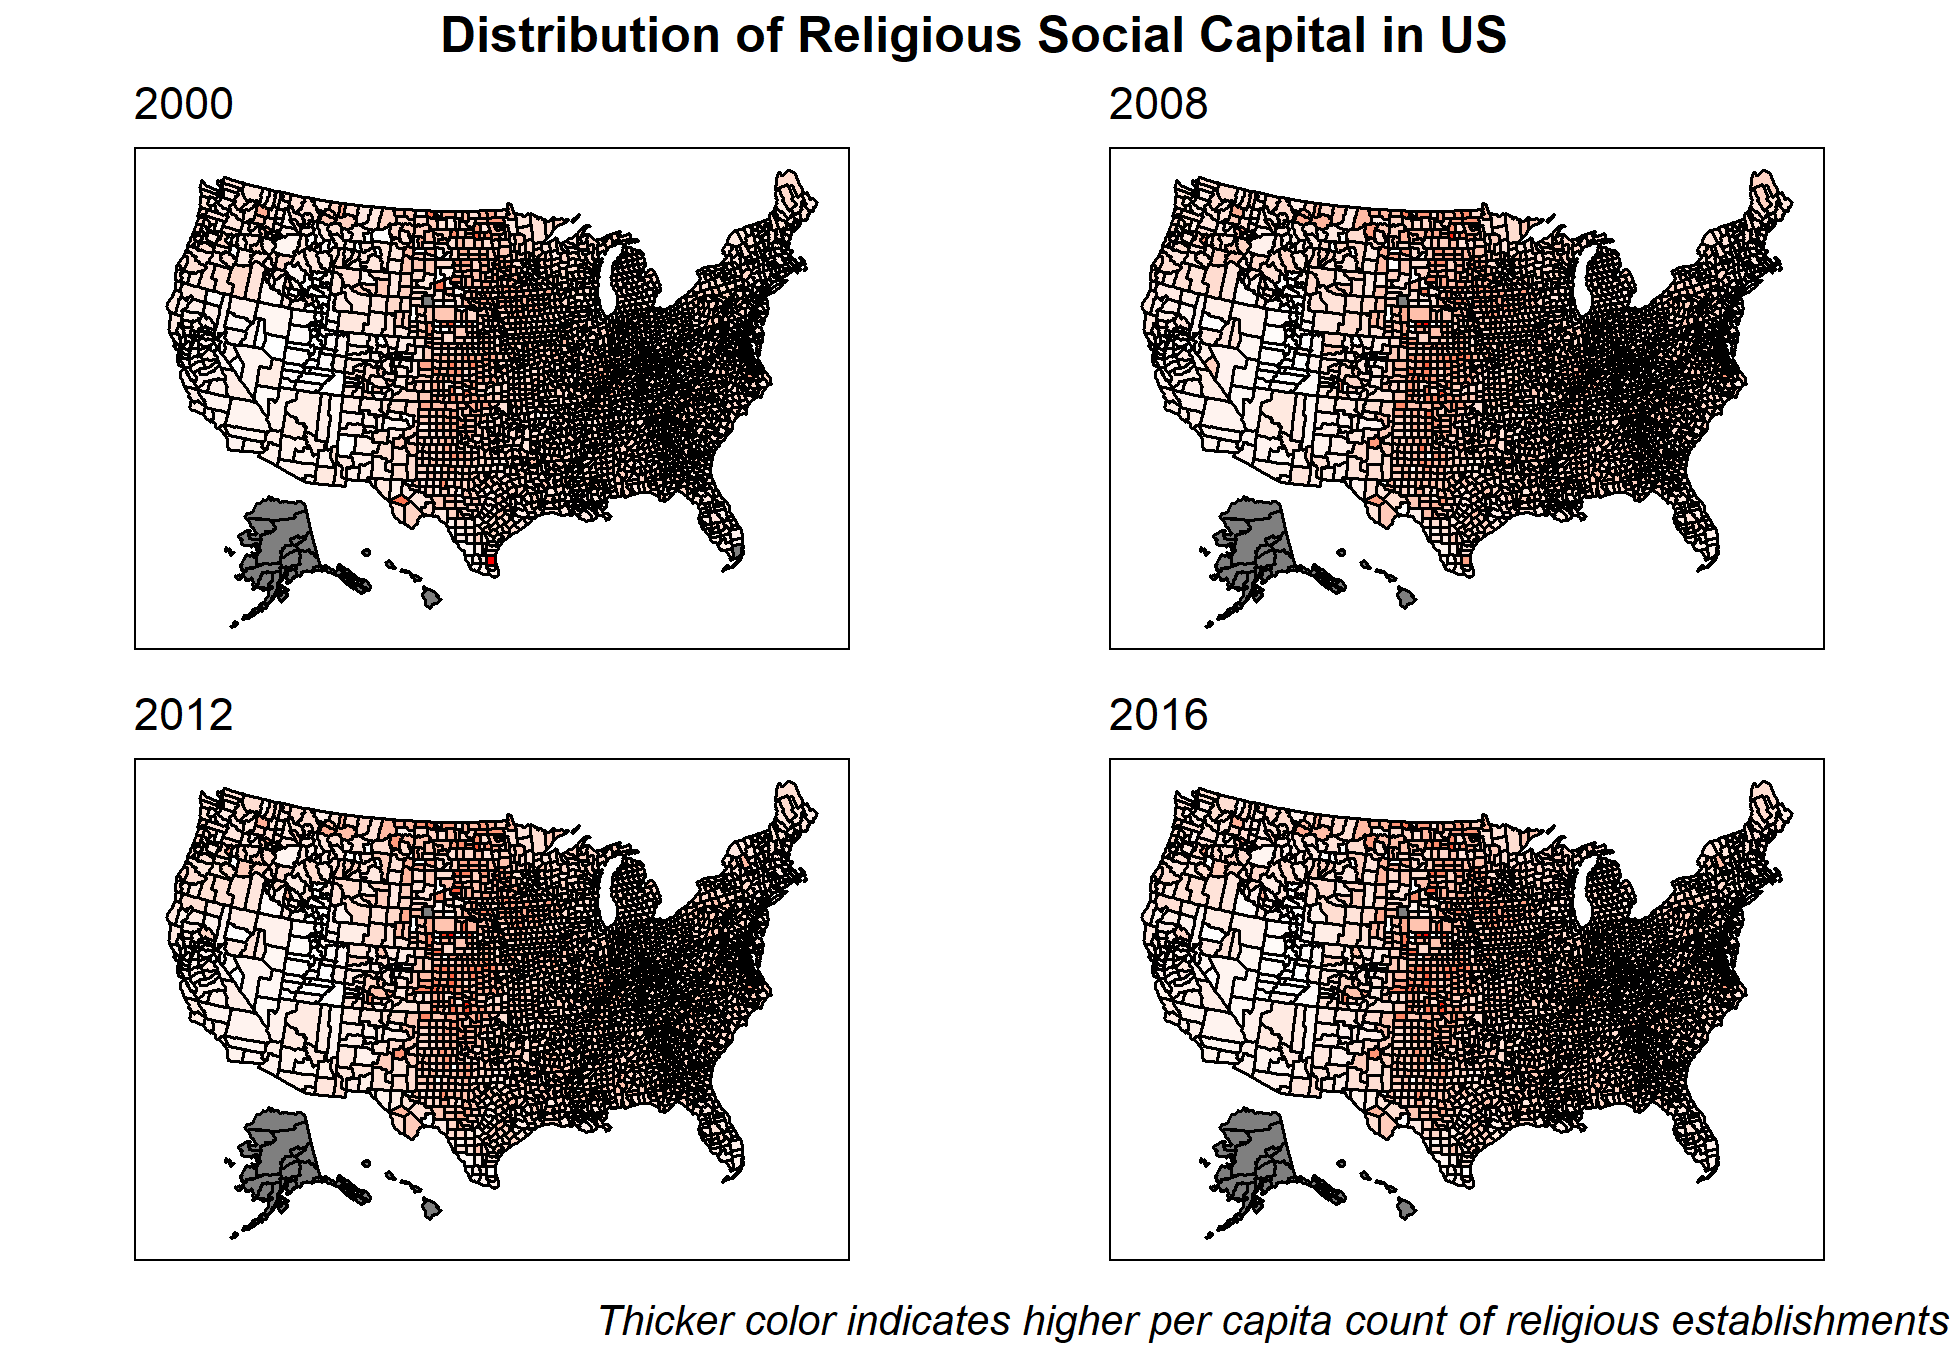 Distribution of Religious Social Capital in US
2000
2008
2012
2016
Thicker color indicates higher per capita count of religious establishments